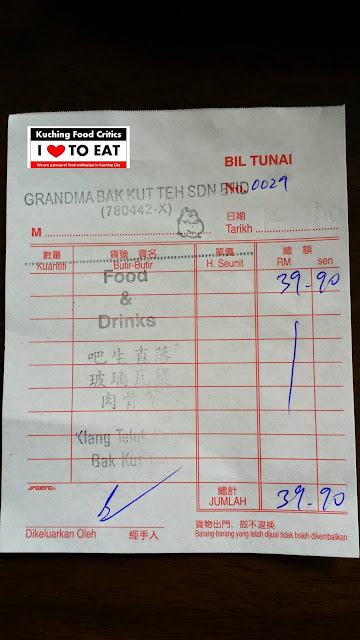 Kuching Food Critics
I ❤ TO EAT
We are a group of food enthusiast in Kuching City
BIL TUNAI
GRANDMA BAK KUT TEH SDN BHD
No. 0029
(780442-X)
日期
M Tarikh
數量 貨號 貨名 單價 總額
Kuantiti Butir-Butir H. Seunit RM sen
Food 39-90
&
Drinks
吧生直落
玻璃瓦煲
肉骨
Klang Teluk
Bak Kut
總計
JUMLAH 39-90
Dikeluarkan Oleh 經手人
貨物出門、恕不退換
Barang-barang yang telah dijual tidak boleh dikembalikan